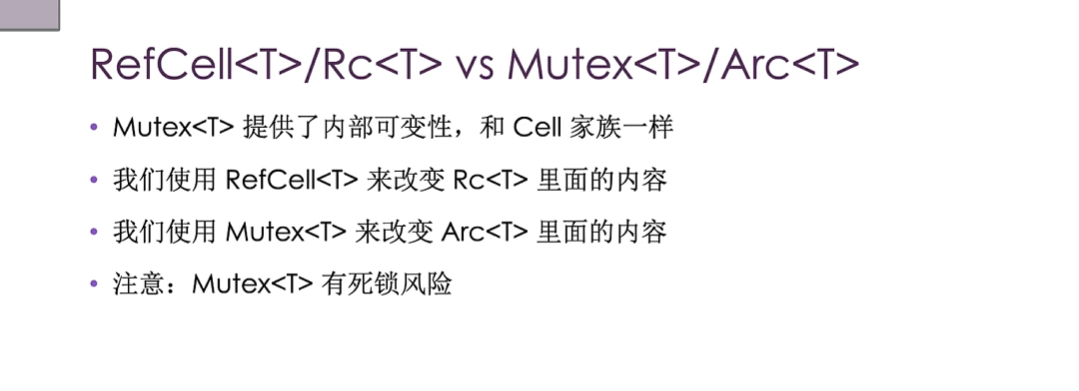 RefCell<T>/Rc<T> vs Mutex<T>/Arc<T>
• Mutex<T> 提供了内部可变性，和 Cell 家族一样
• 我们使用 RefCell<T> 来改变 Rc<T> 里面的内容
• 我们使用 Mutex<T> 来改变 Arc<T> 里面的内容
• 注意：Mutex<T> 有死锁风险